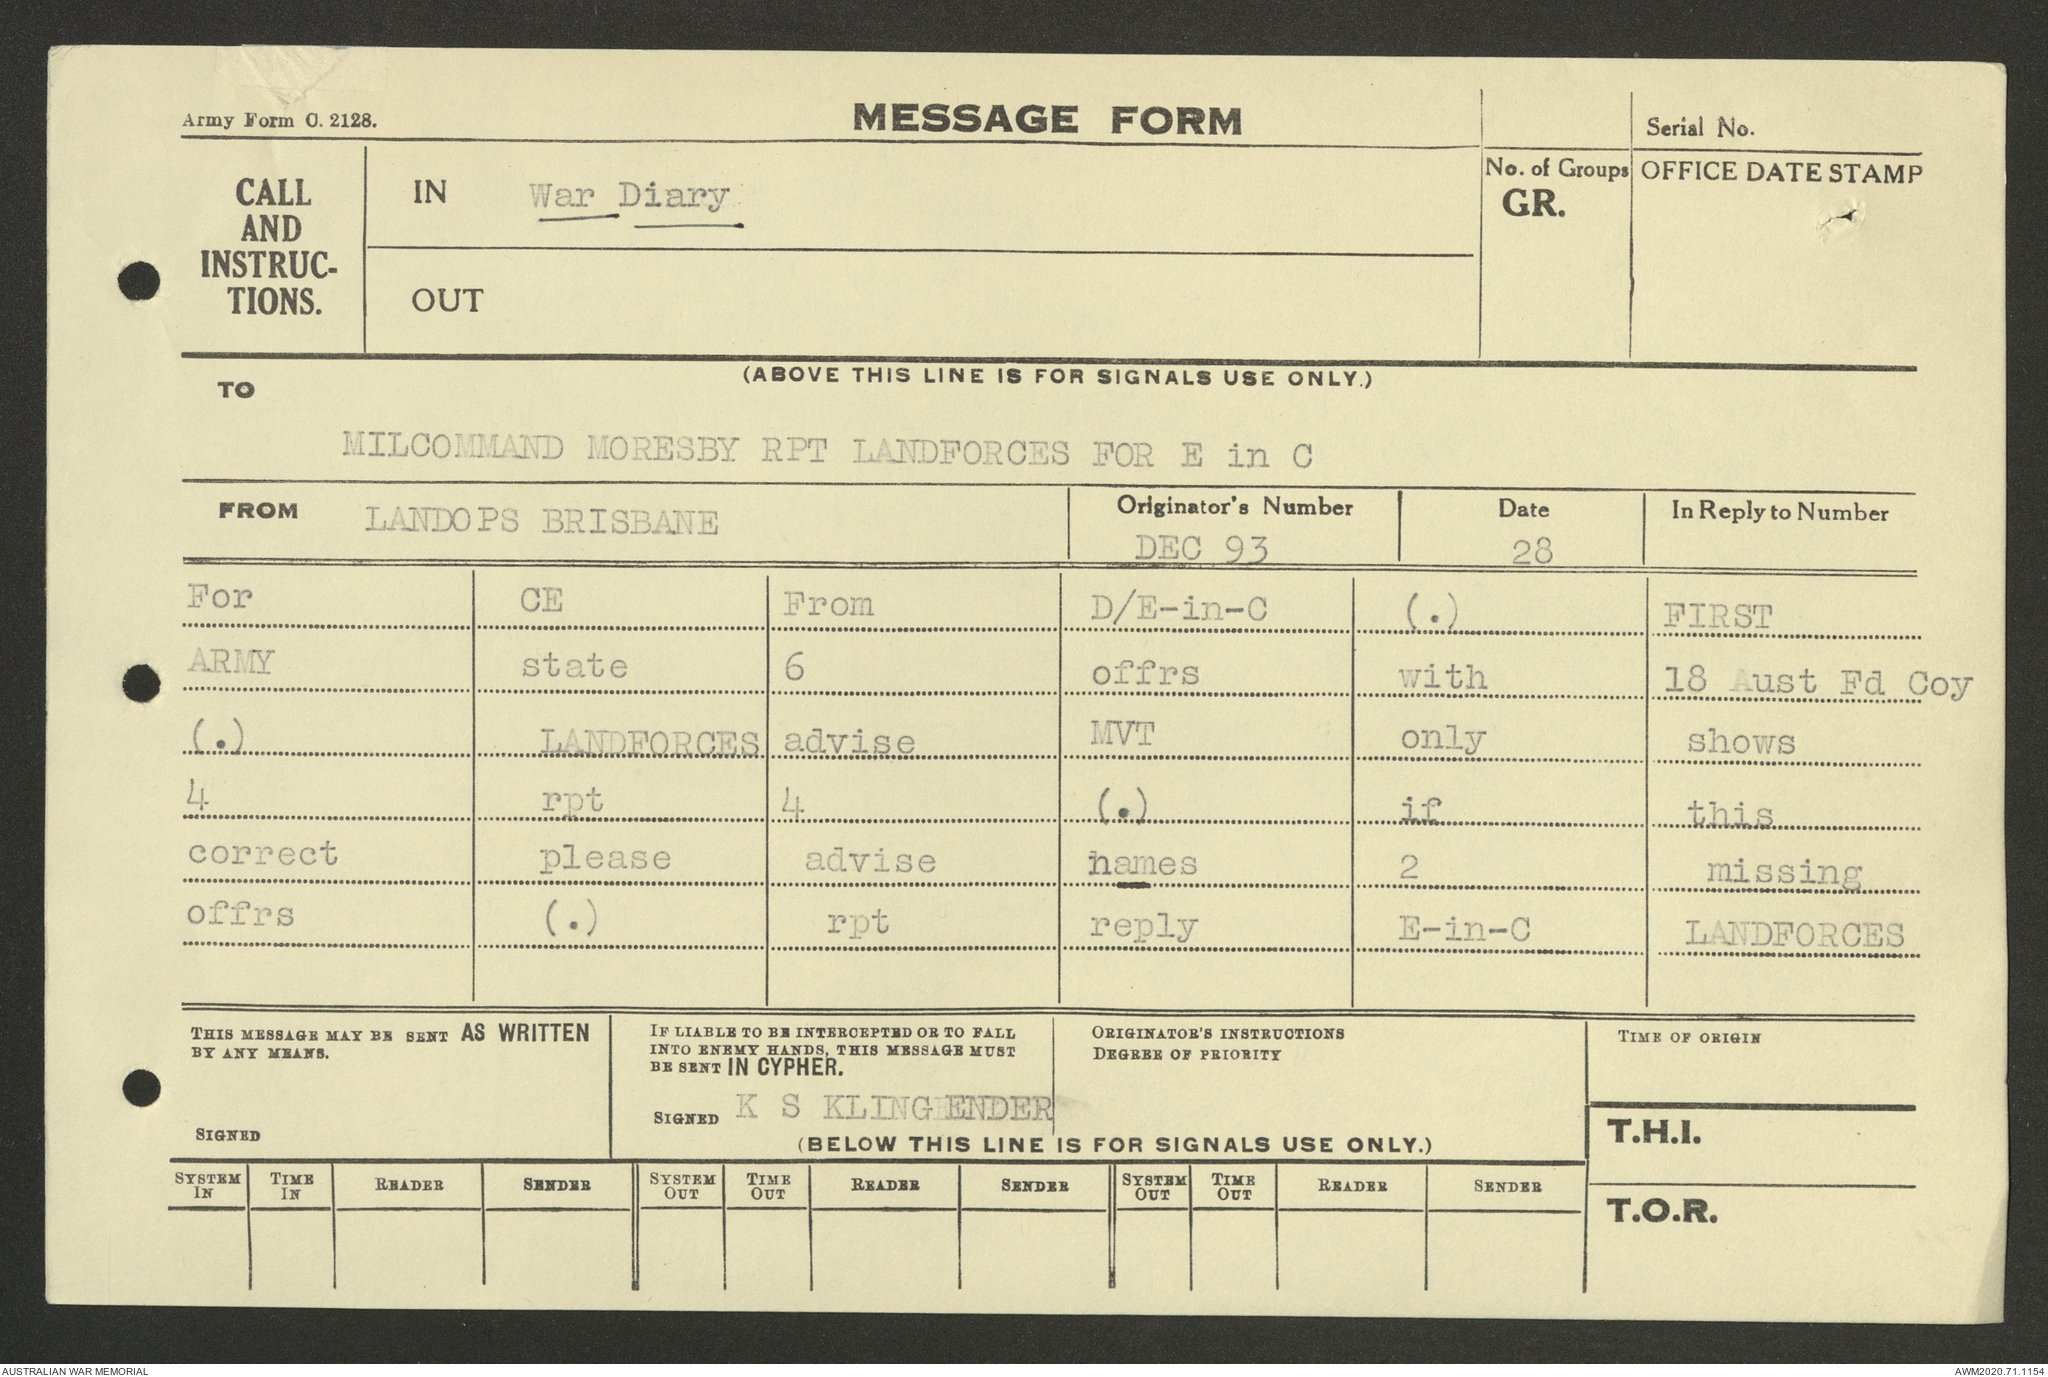 Army Form C. 2128.
MESSAGE FORM
Serial No.
CALL
AND
INSTRUC-
TIONS.
IN War Diary
OUT
No. of Groups
GR.
OFFICE DATE STAMP
(ABOVE THIS LINE IS FOR SIGNALS USE ONLY.)
TO
MILCOMMAND MORESBY RPT LANDFORCES FOR E in C
FROM LANDOPS BRISBANE
Originator's Number
DEC 93
Date
28
In Reply to Number
For CE From D/E-in-C (.) FIRST
ARMY state 6 offrs with 18 Aust Fd Coy
(.) LANDFORCES advise MVT only shows
4 rpt 4 (.) if this
correct please advise names 2 missing
offrs (.) rpt reply E-in-C LANDFORCES
THIS MESSAGE MAY BE SENT AS WRITTEN
BY ANY MEANS.
SIGNED
IF LIABLE TO BE INTERCEPTED OR TO FALL
INTO ENEMY HANDS, THIS MESSAGE MUST
BE SENT IN CYPHER.
SIGNED K S KLINGENDER
ORIGINATOR'S INSTRUCTIONS
DEGREE OF PRIORITY
TIME OF ORIGIN
(BELOW THIS LINE IS FOR SIGNALS USE ONLY.)
T.H.I.
T.O.R.
SYSTEM IN TIME IN READER SENDER SYSTEM OUT TIME OUT READER SENDER SYSTEM OUT TIME OUT READER SENDER
AUSTRALIAN WAR MEMORIAL
AWM2020.71.1154